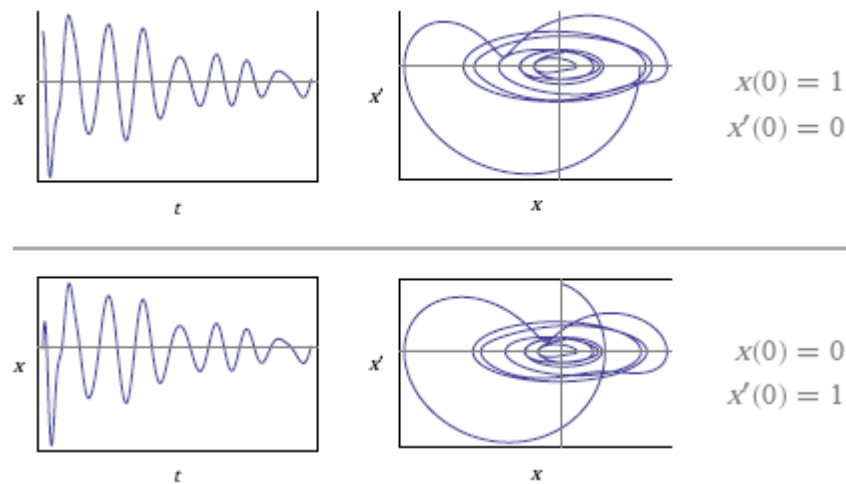 x
t
x′
x
x(0) = 1
x′(0) = 0
x
t
x′
x
x(0) = 0
x′(0) = 1